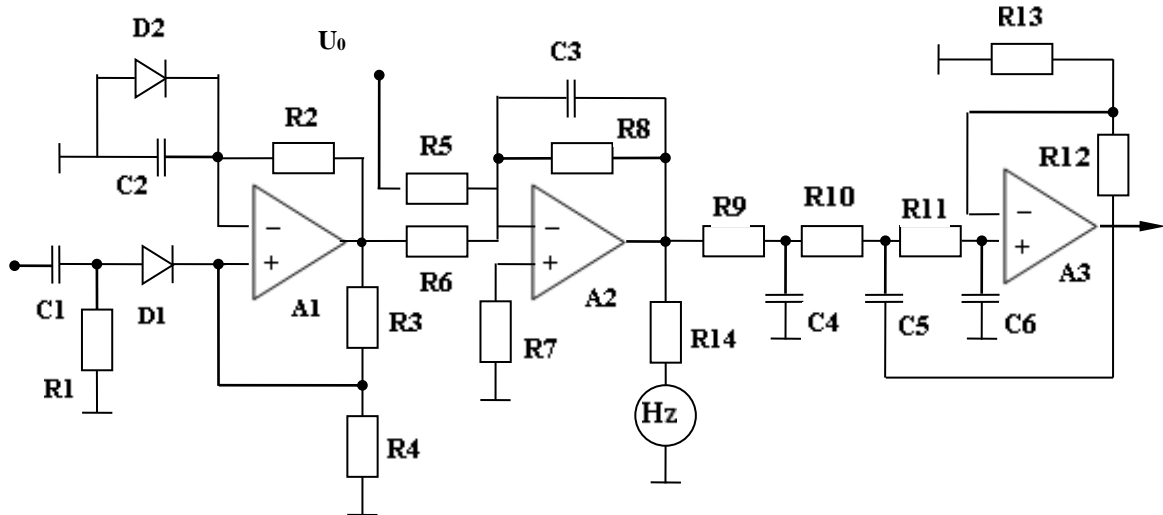 R13
D2
U₀
C3
R2
R8
R5
R12
C2
R9
R10
R11
−
−
−
+
+
+
R6
A1
A2
A3
C1
D1
R3
R7
R14
C4
C5
C6
R1
Hz
R4